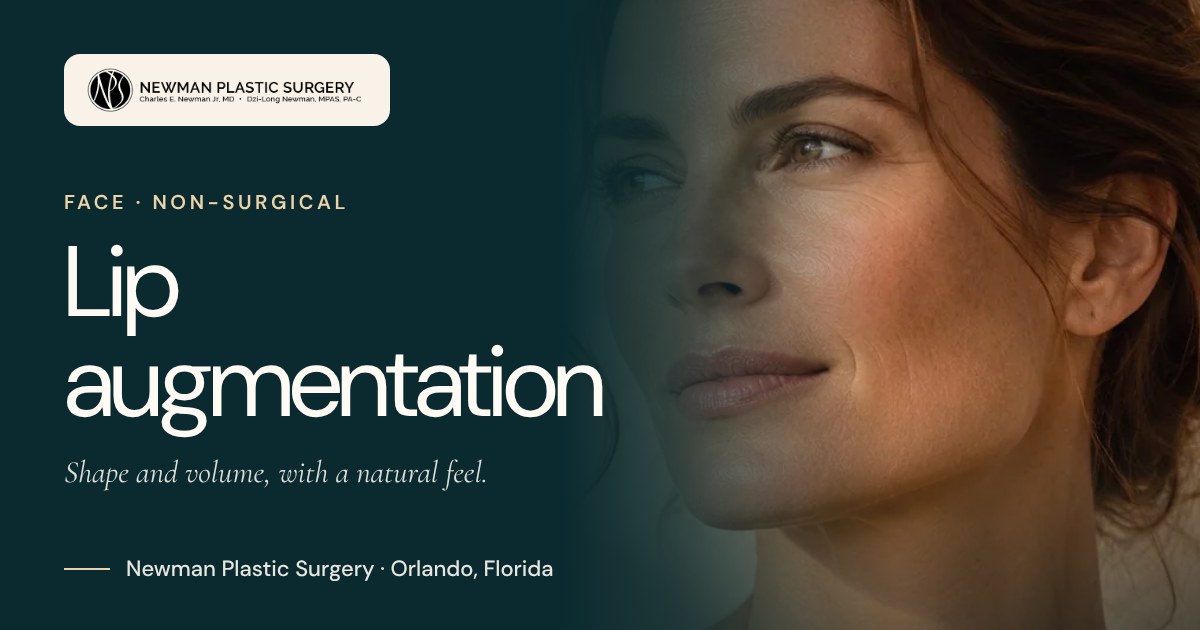 NPS
NEWMAN PLASTIC SURGERY
Charles E. Newman Jr, MD • Dzi-Long Newman, MPAS, PA-C
FACE · NON-SURGICAL
Lip
augmentation
Shape and volume, with a natural feel.
Newman Plastic Surgery · Orlando, Florida